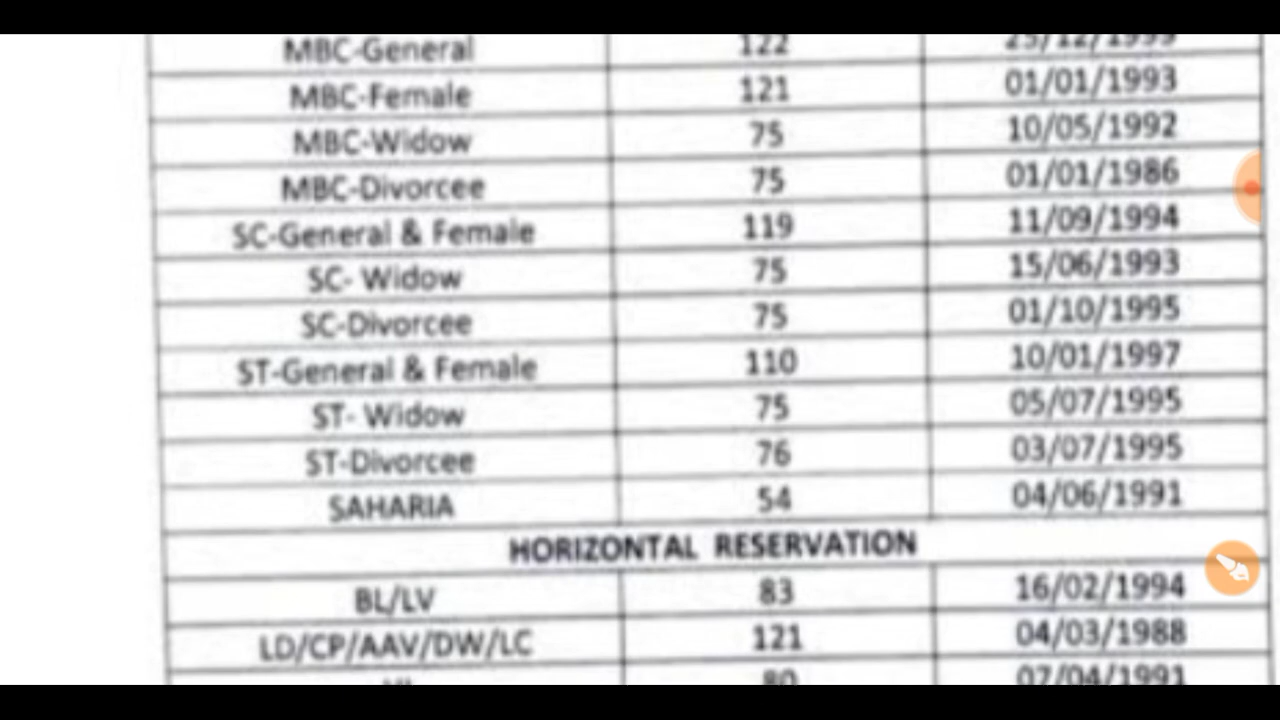 MBC-General 122 25/12/1999
MBC-Female 121 01/01/1993
MBC-Widow 75 10/05/1992
MBC-Divorcee 75 01/01/1986
SC-General & Female 119 11/09/1994
SC- Widow 75 15/06/1993
SC-Divorcee 75 01/10/1995
ST-General & Female 110 10/01/1997
ST- Widow 75 05/07/1995
ST-Divorcee 76 03/07/1995
SAHARIA 54 04/06/1991
HORIZONTAL RESERVATION
BL/LV 83 16/02/1994
LD/CP/AAV/DW/LC 121 04/03/1988
80 07/04/1991